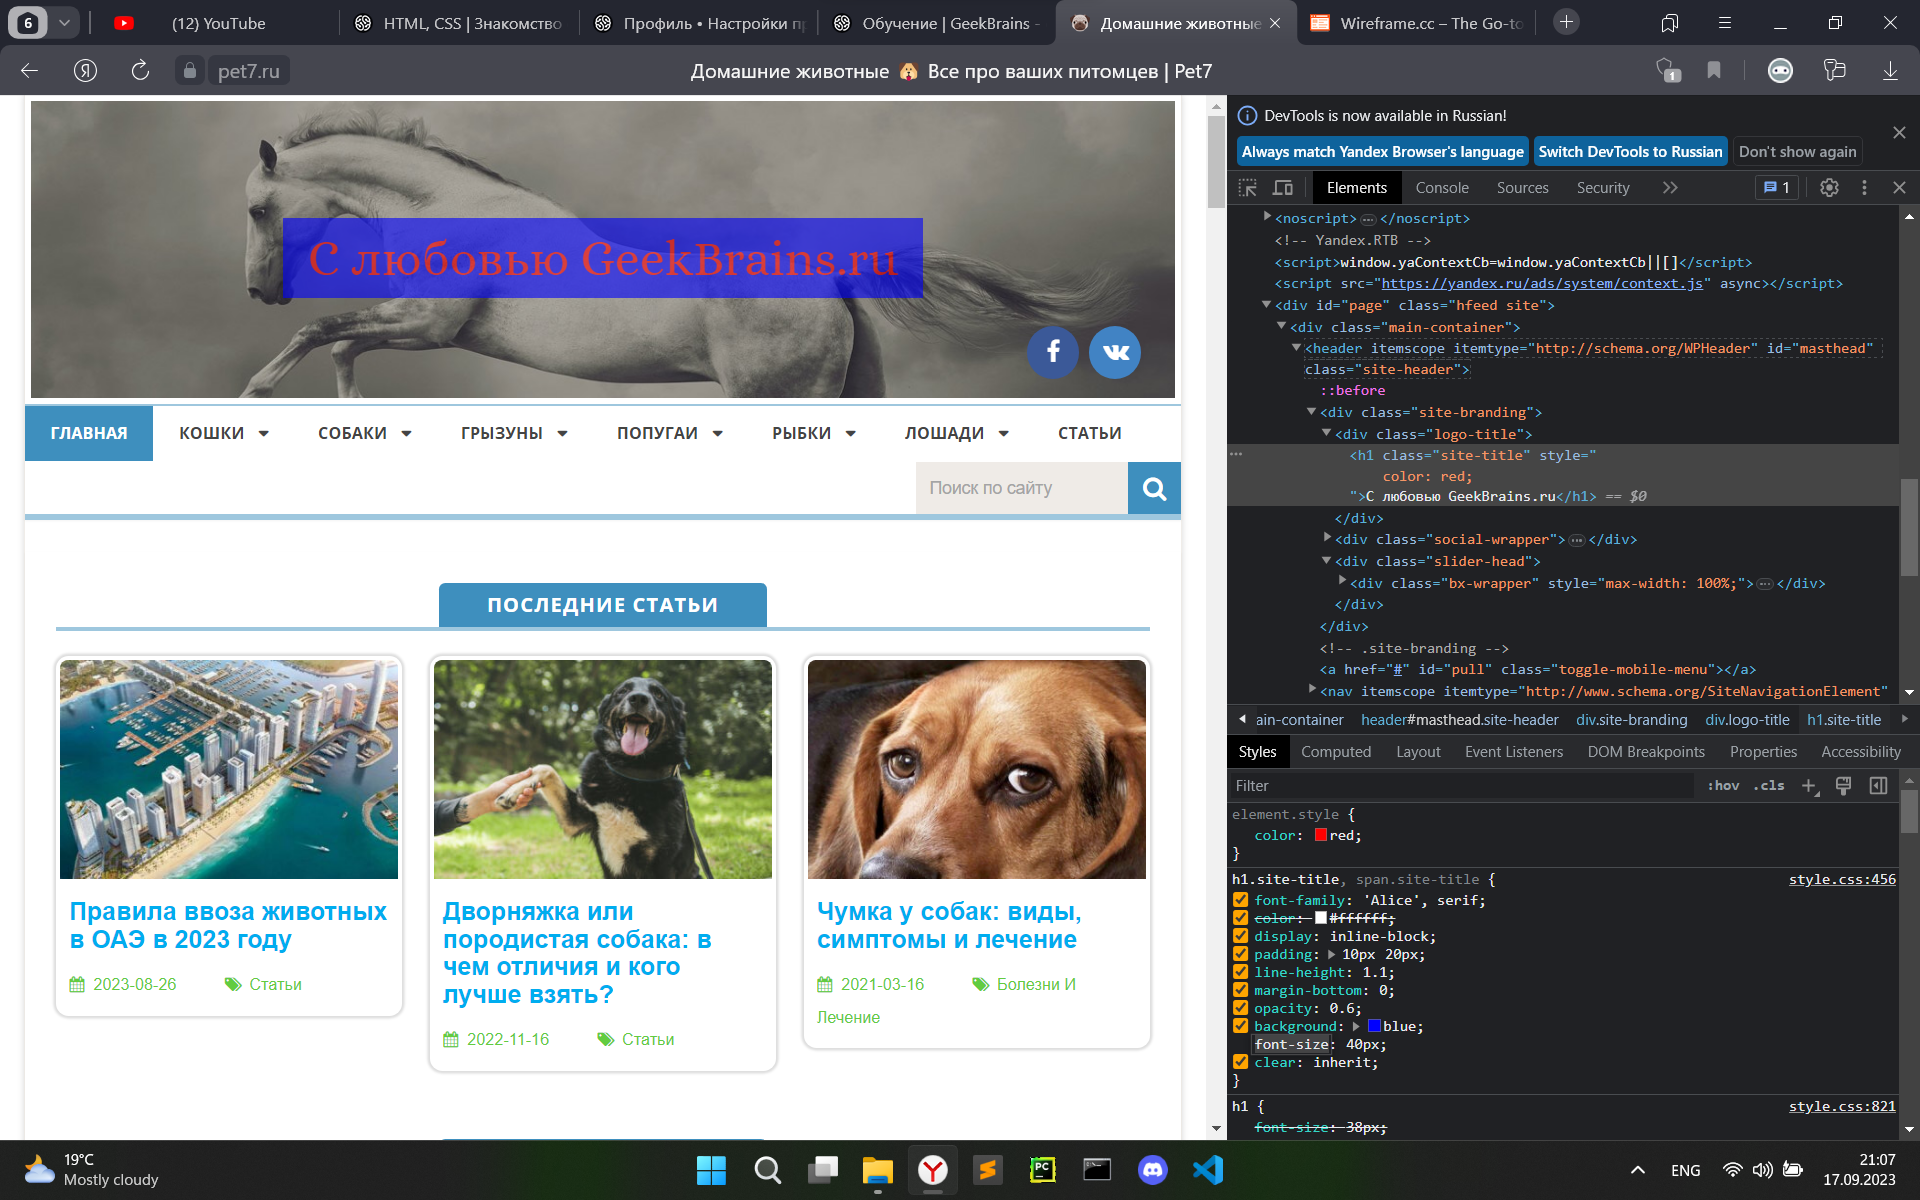 6
(12) YouTube
HTML, CSS | Знакомство
Профиль • Настройки п
Обучение | GeekBrains -
Домашние животные
Wireframe.cc – The Go-to
Я
pet7.ru
Домашние животные 🐶 Все про ваших питомцев | Pet7
1
С любовью GeekBrains.ru
ГЛАВНАЯ
КОШКИ
СОБАКИ
ГРЫЗУНЫ
ПОПУГАИ
РЫБКИ
ЛОШАДИ
СТАТЬИ
Поиск по сайту
ПОСЛЕДНИЕ СТАТЬИ
Правила ввоза животных
в ОАЭ в 2023 году
2023-08-26 Статьи
Дворняжка или
породистая собака: в
чем отличия и кого
лучше взять?
2022-11-16 Статьи
Чумка у собак: виды,
симптомы и лечение
2021-03-16 Болезни И
Лечение
DevTools is now available in Russian!
Always match Yandex Browser's language
Switch DevTools to Russian
Don't show again
Elements
Console
Sources
Security
1
<noscript>…</noscript>
<!-- Yandex.RTB -->
<script>window.yaContextCb=window.yaContextCb||[]</script>
<script src="https://yandex.ru/ads/system/context.js" async></script>
<div id="page" class="hfeed site">
<div class="main-container">
<header itemscope itemtype="http://schema.org/WPHeader" id="masthead"
class="site-header">
::before
<div class="site-branding">
<div class="logo-title">
<h1 class="site-title" style="
color: red;
">С любовью GeekBrains.ru</h1> == $0
</div>
<div class="social-wrapper">…</div>
<div class="slider-head">
<div class="bx-wrapper" style="max-width: 100%;">…</div>
</div>
</div>
<!-- .site-branding -->
<a href="#" id="pull" class="toggle-mobile-menu"></a>
<nav itemscope itemtype="http://www.schema.org/SiteNavigationElement"
ain-container
header#masthead.site-header
div.site-branding
div.logo-title
h1.site-title
Styles
Computed
Layout
Event Listeners
DOM Breakpoints
Properties
Accessibility
Filter
:hov
.cls
element.style {
color: red;
}
h1.site-title, span.site-title {
style.css:456
font-family: 'Alice', serif;
color: #ffffff;
display: inline-block;
padding: 10px 20px;
line-height: 1.1;
margin-bottom: 0;
opacity: 0.6;
background: blue;
font-size: 40px;
clear: inherit;
}
h1 {
style.css:821
font-size: 38px;
19°C
Mostly cloudy
PC
ENG
21:07
17.09.2023